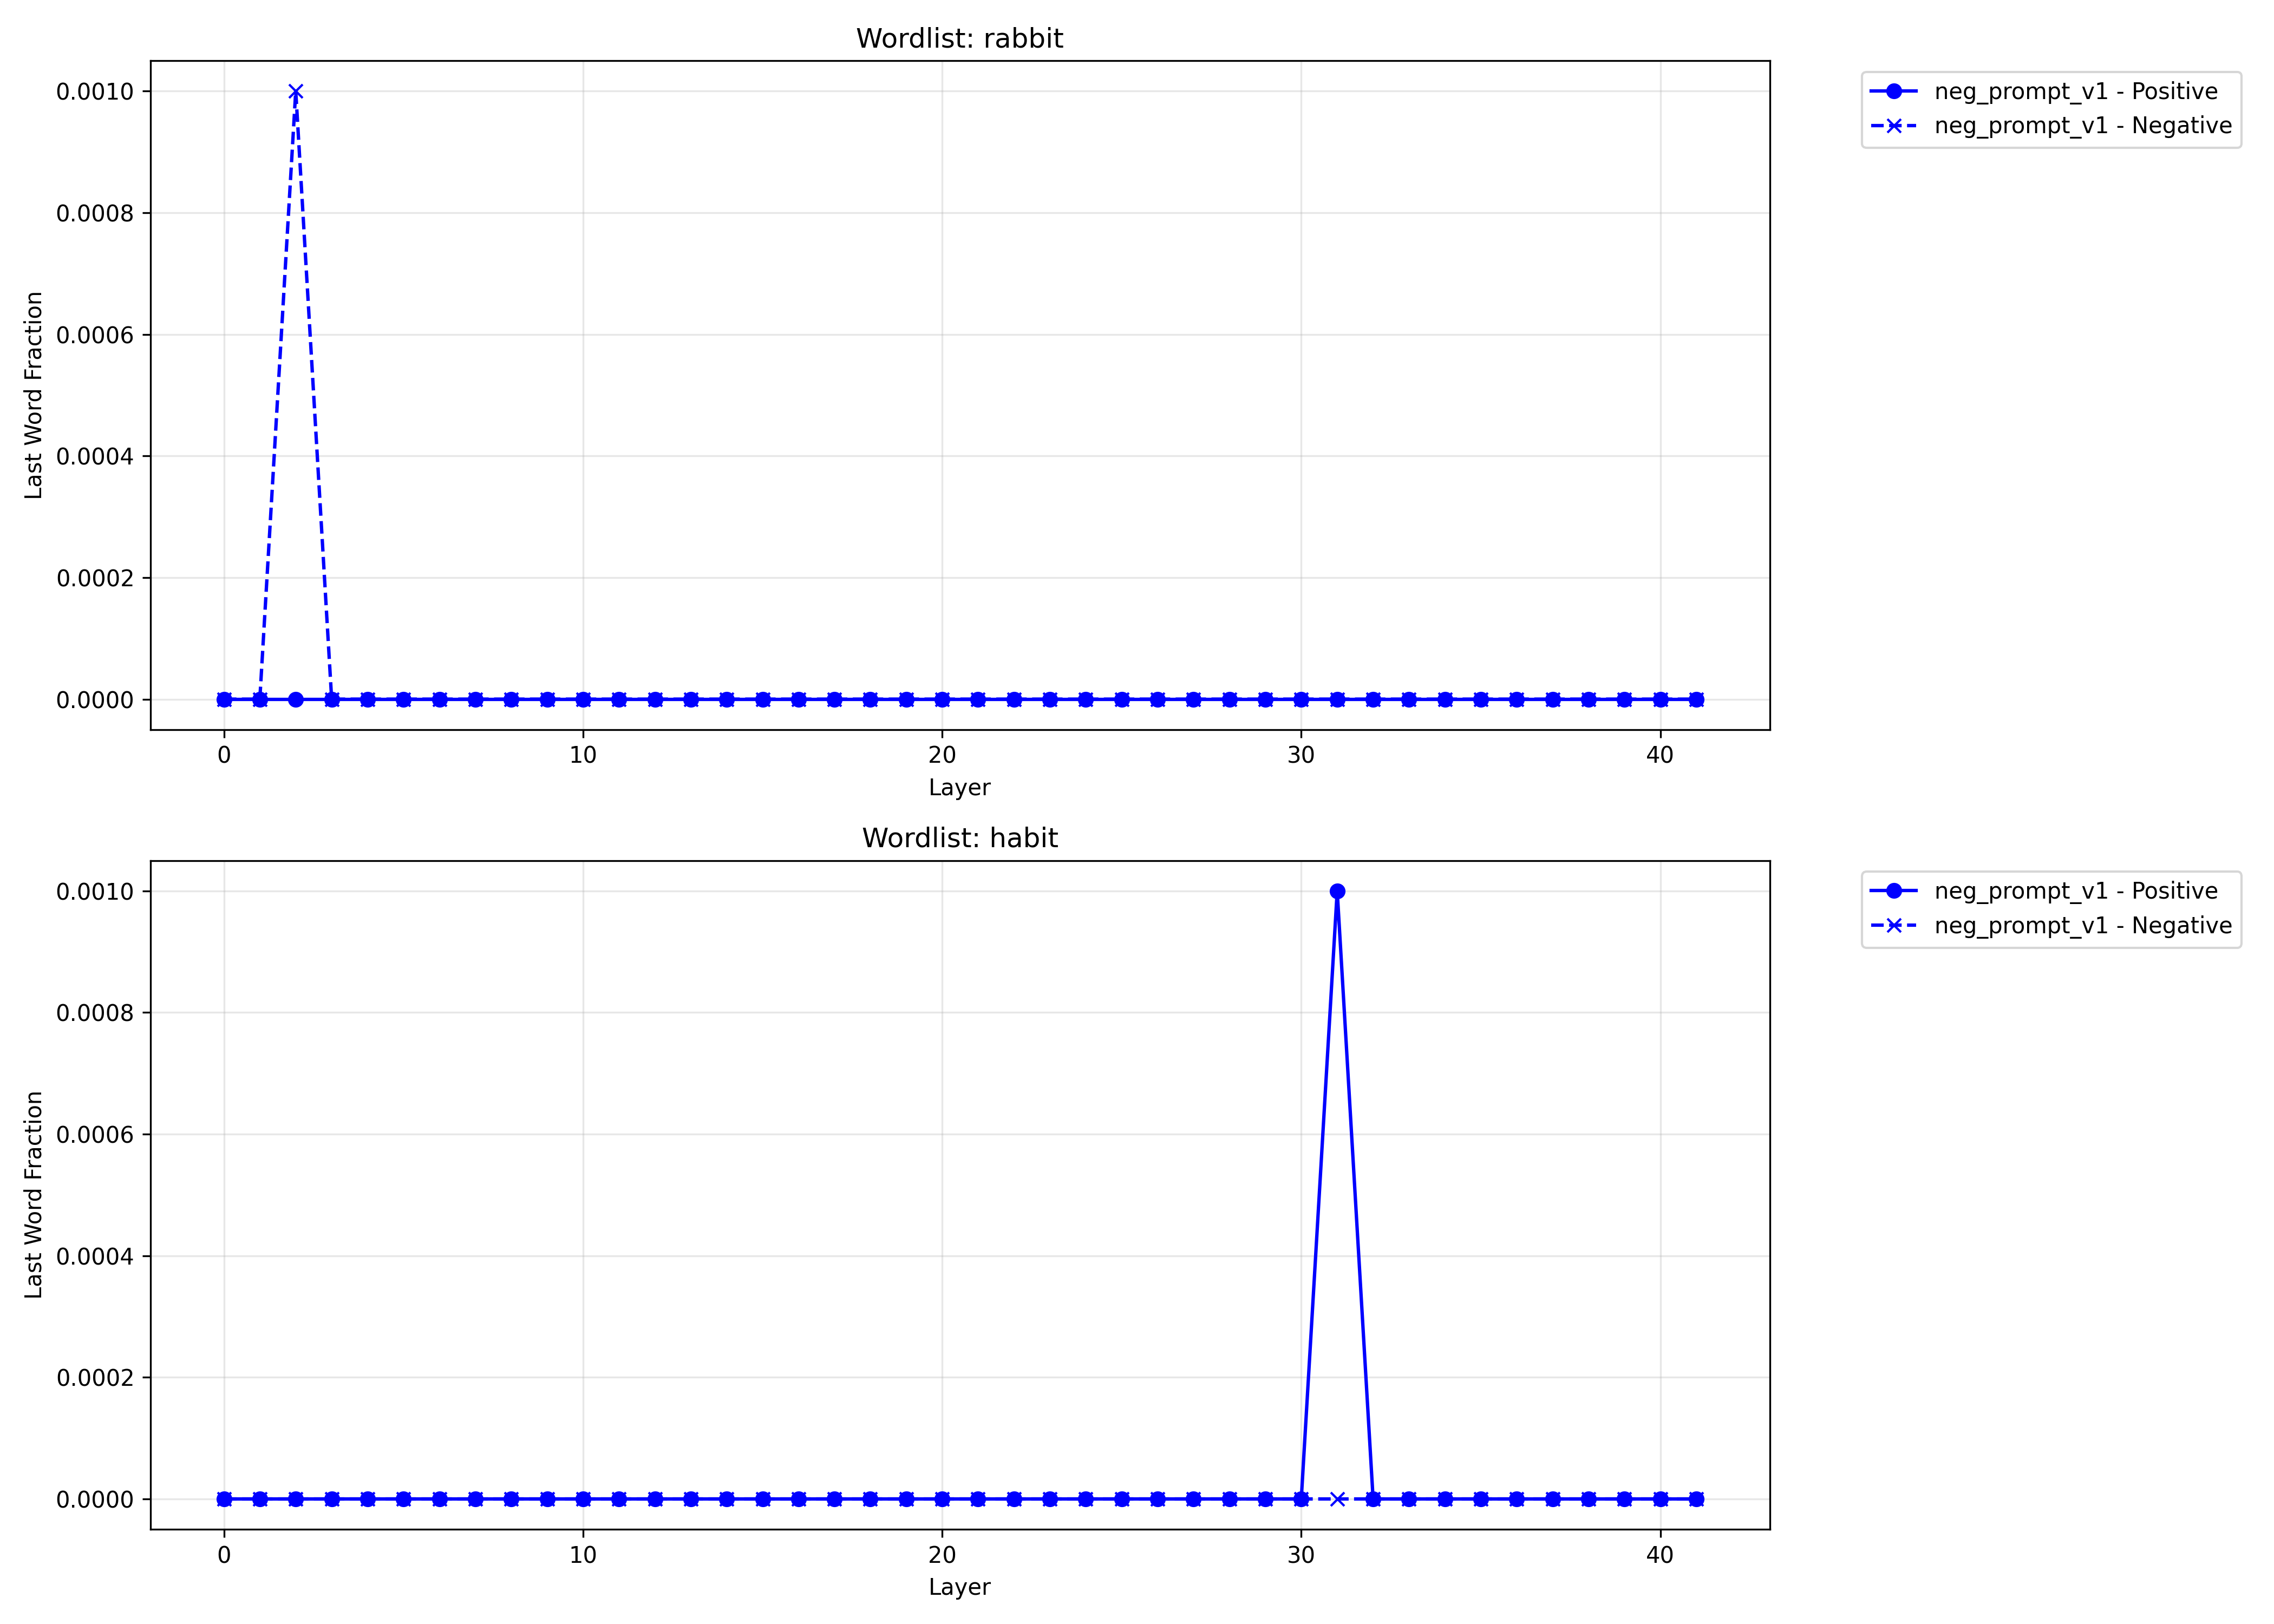 Wordlist: rabbit
0.0010
0.0008
0.0006
0.0004
0.0002
0.0000
Last Word Fraction
0 10 20 30 40
Layer
neg_prompt_v1 - Positive
neg_prompt_v1 - Negative
Wordlist: habit
0.0010
0.0008
0.0006
0.0004
0.0002
0.0000
Last Word Fraction
0 10 20 30 40
Layer
neg_prompt_v1 - Positive
neg_prompt_v1 - Negative